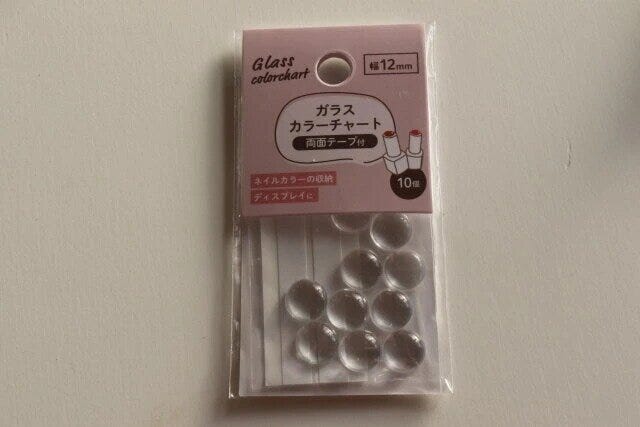 Glass
colorchart
幅12mm
ガラス
カラーチャート
両面テープ付
ネイルカラーの収納
ディスプレイに
10個